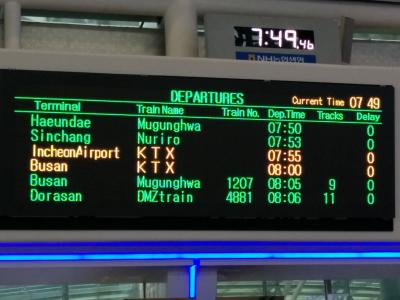 7:49.46
NH농협생명
DEPARTURES
Current Time 07 49
Terminal Train Name Train No. Dep.Time Tracks Delay
Haeundae Mugunghwa 07:50 0
Sinchang Nuriro 07:53 0
IncheonAirport KTX 07:55 0
Busan KTX 08:00 0
Busan Mugunghwa 1207 08:05 9 0
Dorasan DMZtrain 4881 08:06 11 0